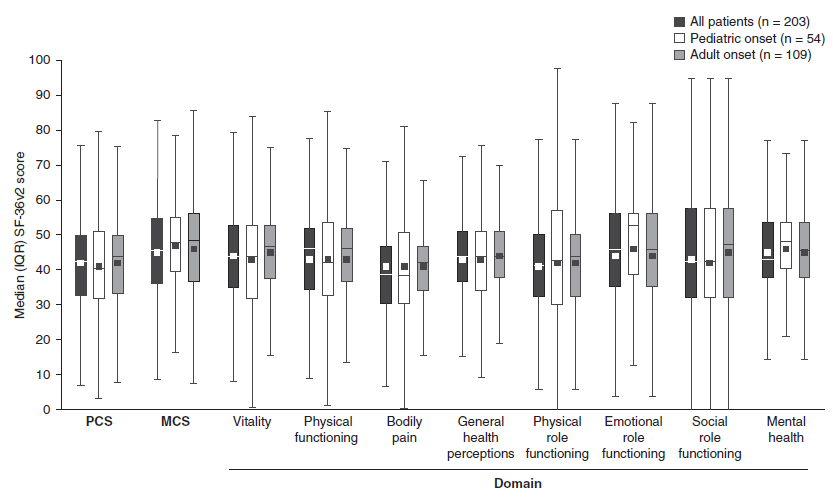 All patients (n = 203)
Pediatric onset (n = 54)
Adult onset (n = 109)
Median (IQR) SF-36v2 score
100
90
80
70
60
50
40
30
20
10
0
PCS
MCS
Vitality
Physical
functioning
Bodily
pain
General
health
perceptions
Physical
role
functioning
Emotional
role
functioning
Social
role
functioning
Mental
health
Domain